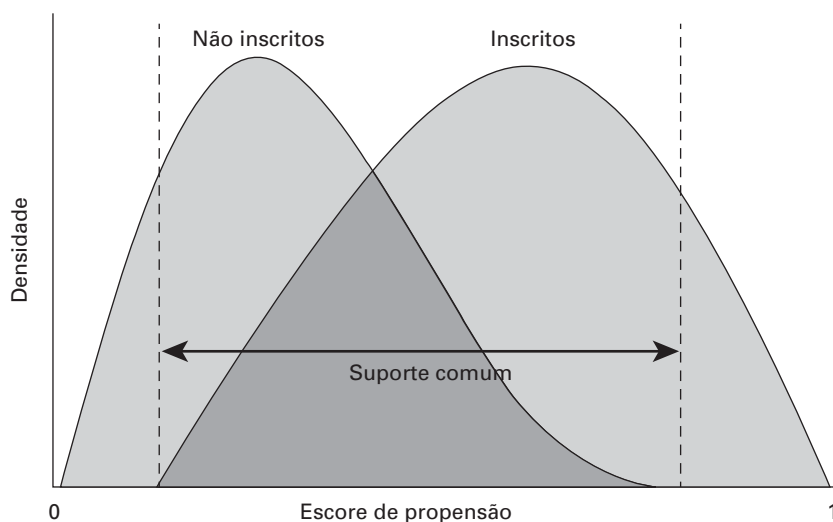 Não inscritos
Inscritos
Densidade
Suporte comum
0
Escore de propensão
1